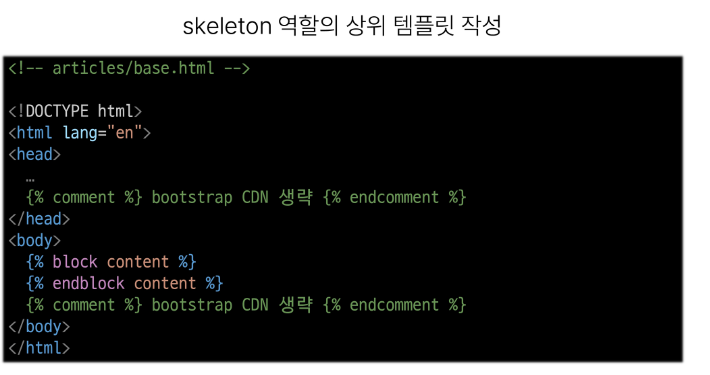 skeleton 역할의 상위 템플릿 작성
<!-- articles/base.html -->
<!DOCTYPE html>
<html lang="en">
<head>
…
{% comment %} bootstrap CDN 생략 {% endcomment %}
</head>
<body>
{% block content %}
{% endblock content %}
{% comment %} bootstrap CDN 생략 {% endcomment %}
</body>
</html>